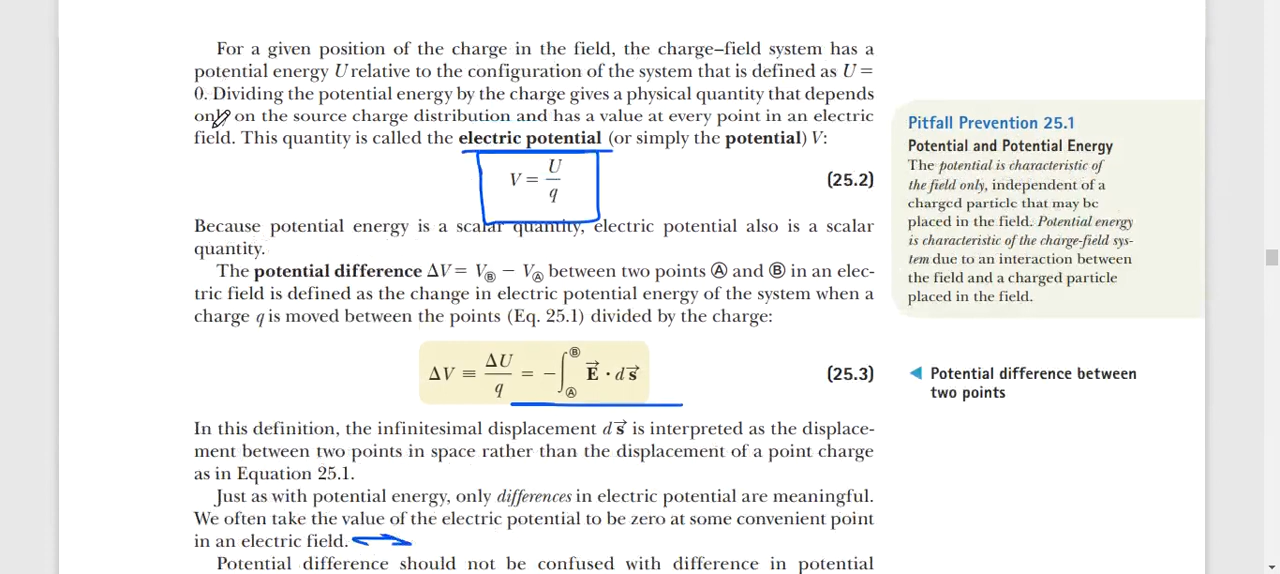 For a given position of the charge in the field, the charge–field system has a
potential energy U relative to the configuration of the system that is defined as U =
0. Dividing the potential energy by the charge gives a physical quantity that depends
only on the source charge distribution and has a value at every point in an electric
field. This quantity is called the electric potential (or simply the potential) V:
V = U/q (25.2)
Because potential energy is a scalar quantity, electric potential also is a scalar
quantity.
The potential difference ΔV = VⒷ − VⒶ between two points Ⓐ and Ⓑ in an elec-
tric field is defined as the change in electric potential energy of the system when a
charge q is moved between the points (Eq. 25.1) divided by the charge:
ΔV ≡ ΔU/q = −∫Ⓐ^Ⓑ E⃗ · ds⃗ (25.3)
In this definition, the infinitesimal displacement ds⃗ is interpreted as the displace-
ment between two points in space rather than the displacement of a point charge
as in Equation 25.1.
Just as with potential energy, only differences in electric potential are meaningful.
We often take the value of the electric potential to be zero at some convenient point
in an electric field.
Potential difference should not be confused with difference in potential
Pitfall Prevention 25.1
Potential and Potential Energy
The potential is characteristic of
the field only, independent of a
charged particle that may be
placed in the field. Potential energy
is characteristic of the charge-field sys-
tem due to an interaction between
the field and a charged particle
placed in the field.
◀ Potential difference between
two points